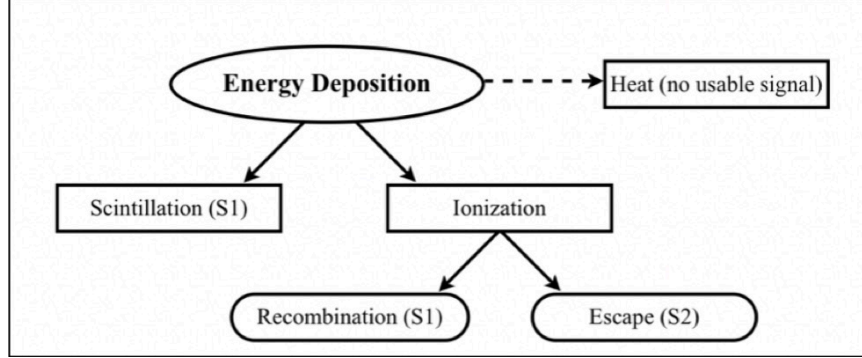 Energy Deposition
Heat (no usable signal)
Scintillation (S1)
Ionization
Recombination (S1)
Escape (S2)